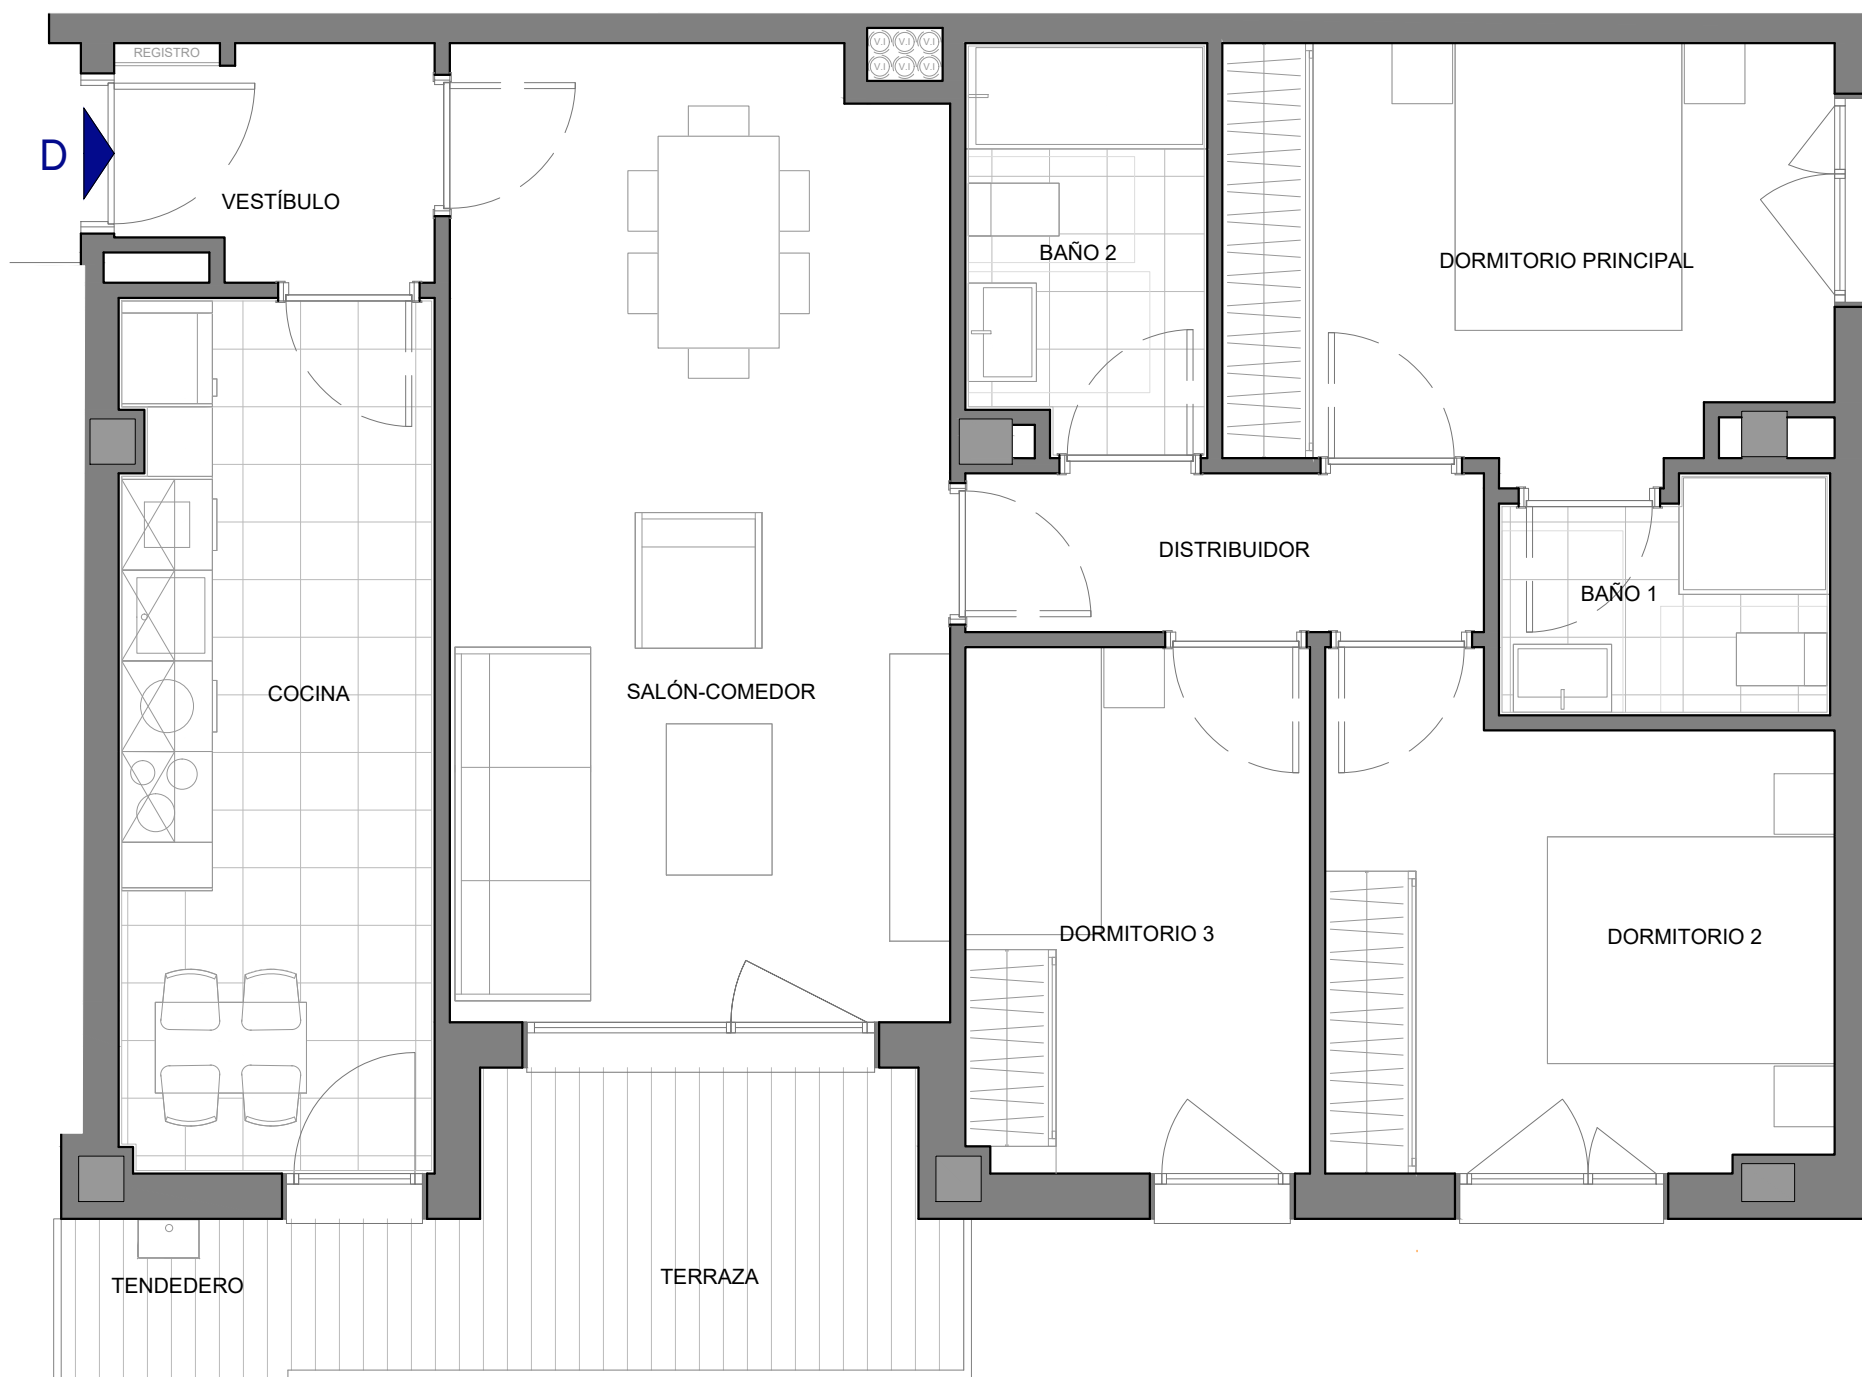 REGISTRO
V.I V.I V.I
V.I V.I V.I
D
VESTÍBULO
BAÑO 2
DORMITORIO PRINCIPAL
DISTRIBUIDOR
BAÑO 1
COCINA
SALÓN-COMEDOR
DORMITORIO 3
DORMITORIO 2
TENDEDERO
TERRAZA